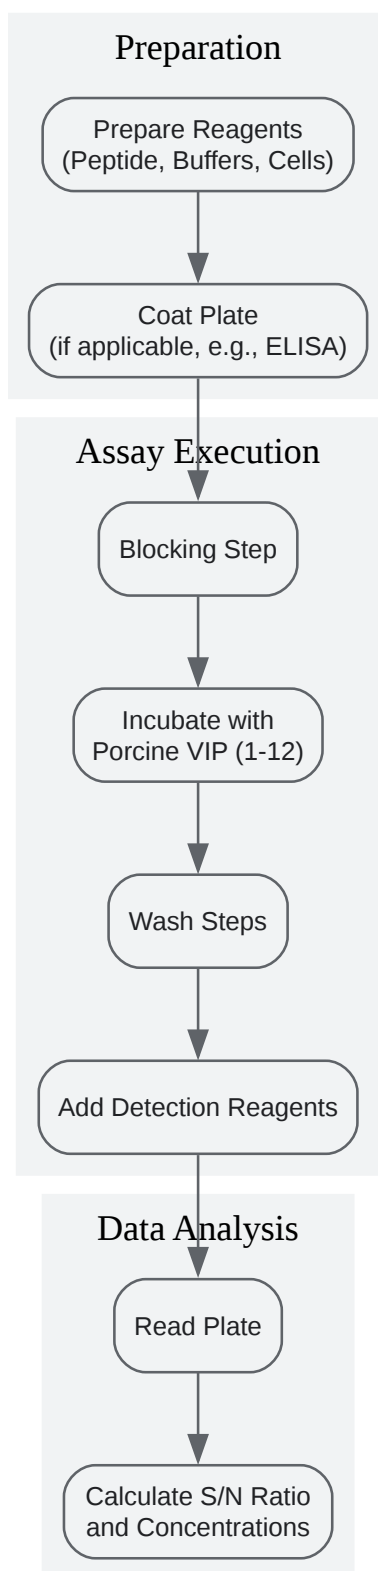 Preparation
Prepare Reagents
(Peptide, Buffers, Cells)
Coat Plate
(if applicable, e.g., ELISA)
Assay Execution
Blocking Step
Incubate with
Porcine VIP (1-12)
Wash Steps
Add Detection Reagents
Data Analysis
Read Plate
Calculate S/N Ratio
and Concentrations